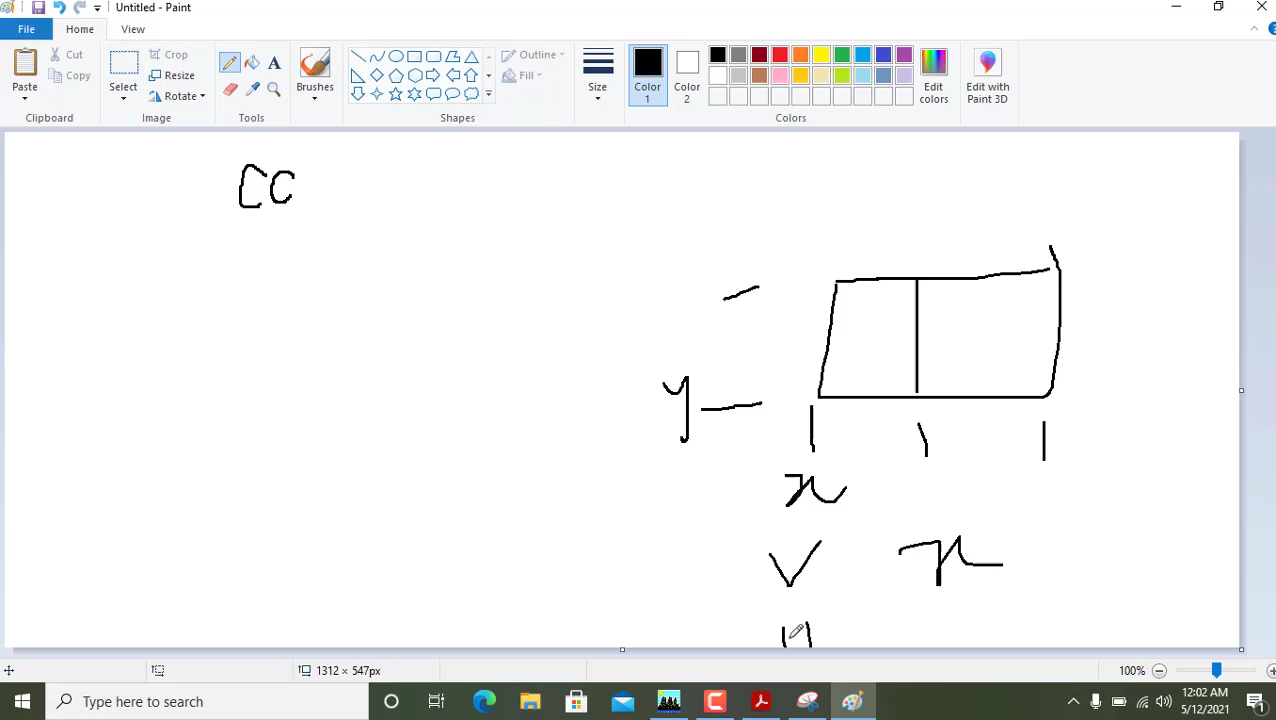 Untitled - Paint
File Home View
Cut Crop Outline
Copy Resize Fill
Paste Select Rotate Brushes Size Color 1 Color 2 Edit colors Edit with Paint 3D
Clipboard Image Tools Shapes Colors
CC
y
x
v x
1312 × 547px 100%
Type here to search 12:02 AM
5/12/2021